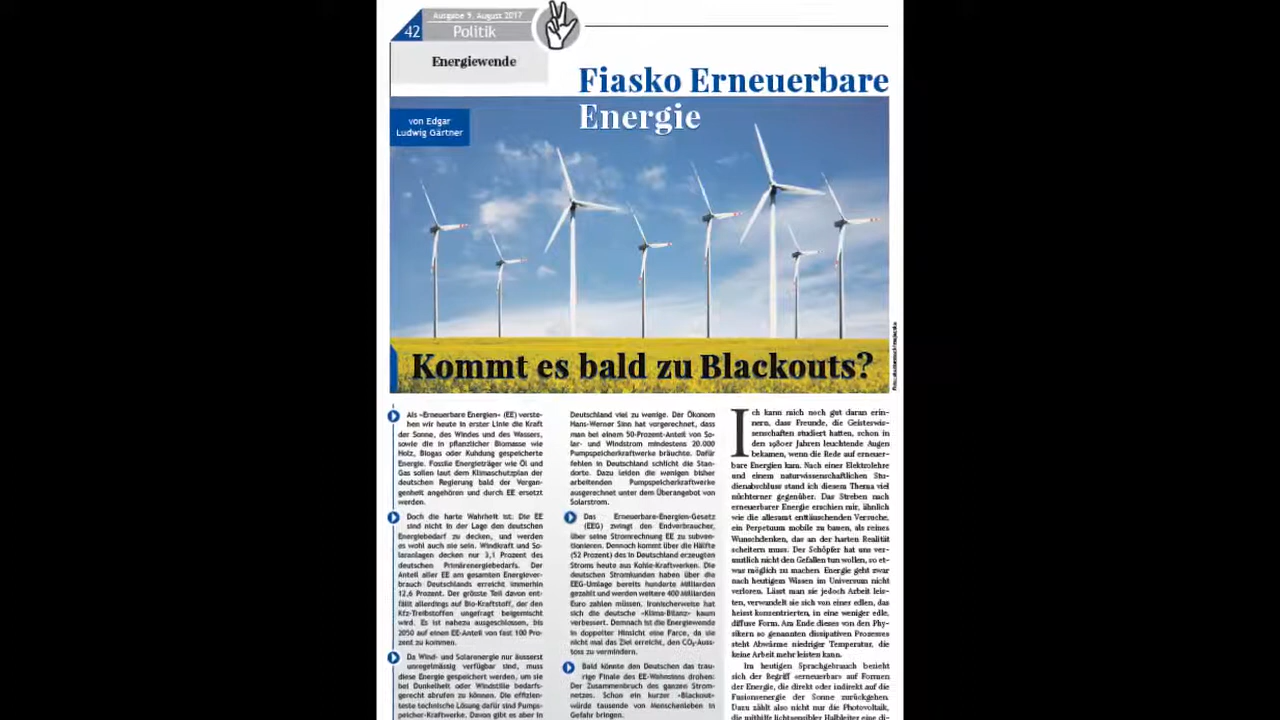 Ausgabe 9, August 2017
42
Politik
Energiewende
Fiasko Erneuerbare
Energie
von Edgar
Ludwig Gärtner
Kommt es bald zu Blackouts?
Als «Erneuerbare Energien» (EE) verste-
hen wir heute in erster Linie die Kraft
der Sonne, des Windes und des Wassers,
sowie die in pflanzlicher Biomasse wie
Holz, Biogas oder Kuhdung gespeicherte
Energie. Fossile Energieträger wie Öl und
Gas sollen laut dem Klimaschutzplan der
deutschen Regierung bald der Vergan-
genheit angehören und durch EE ersetzt
werden.
Doch die harte Wahrheit ist: Die EE
sind nicht in der Lage den deutschen
Energiebedarf zu decken, und werden
es wohl auch nie sein. Windkraft und So-
laranlagen decken nur 3,1 Prozent des
deutschen Primärenergiebedarfs. Der
Anteil aller EE am gesamten Energiever-
brauch Deutschlands erreicht immerhin
12,6 Prozent. Der grösste Teil davon ent-
fällt allerdings auf Bio-Kraftstoff, der den
Kfz-Treibstoffen ungefragt beigemischt
wird. Es ist nahezu ausgeschlossen, bis
2050 auf einen EE-Anteil von fast 100 Pro-
zent zu kommen.
Da Wind- und Solarenergie nur äusserst
unregelmässig verfügbar sind, muss
diese Energie gespeichert werden, um sie
bei Dunkelheit oder Windstille bedarfs-
gerecht abrufen zu können. Die effizien-
teste technische Lösung dafür sind Pumps-
peicher-Kraftwerke. Davon gibt es aber in
Deutschland viel zu wenige. Der Ökonom
Hans-Werner Sinn hat vorgerechnet, dass
man bei einem 50-Prozent-Anteil von So-
lar- und Windstrom mindestens 20.000
Pumpspeicherkraftwerke bräuchte. Dafür
fehlen in Deutschland schlicht die Stan-
dorte. Dazu leiden die wenigen bisher
arbeitenden Pumpspeicherkraftwerke
ausgerechnet unter dem Überangebot von
Solarstrom.
Das Erneuerbare-Energien-Gesetz
(EEG) zwingt den Endverbraucher,
über seine Stromrechnung EE zu subven-
tionieren. Dennoch kommt über die Hälfte
(52 Prozent) des in Deutschland erzeugten
Stroms heute aus Kohle-Kraftwerken. Die
deutschen Stromkunden haben über die
EEG-Umlage bereits hunderte Milliarden
gezahlt und werden weitere 400 Milliarden
Euro zahlen müssen. Ironischerweise hat
sich die deutsche «Klima-Bilanz» kaum
verbessert. Demnach ist die Energiewende
in doppelter Hinsicht eine Farce, da sie
nicht mal das Ziel erreicht, den CO₂-Auss-
toss zu vermindern.
Bald könnte den Deutschen das trau-
rige Finale des EE-Wahnsinns drohen:
Der Zusammenbruch des ganzen Strom-
netzes. Schon ein kurzer «Blackout»
würde tausende von Menschenleben in
Gefahr bringen.
Ich kann mich noch gut daran erin-
nern, dass Freunde, die Geisteswis-
senschaften studiert hatten, schon in
den 1980er Jahren leuchtende Augen
bekamen, wenn die Rede auf erneuer-
bare Energien kam. Nach einer Elektrolehre
und einem naturwissenschaftlichen Stu-
dienabschluss stand ich diesem Thema viel
nüchterner gegenüber. Das Streben nach
erneuerbarer Energie erschien mir, ähnlich
wie die allesamt enttäuschenden Versuche,
ein Perpetuum mobile zu bauen, als reines
Wunschdenken, das an der harten Realität
scheitern muss. Der Schöpfer hat uns ver-
mutlich nicht den Gefallen tun wollen, so et-
was möglich zu machen. Energie geht zwar
nach heutigem Wissen im Universum nicht
verloren. Lässt man sie jedoch Arbeit leis-
ten, verwandelt sie sich von einer edlen, das
heisst konzentrierten, in eine weniger edle,
diffuse Form. Am Ende dieses von den Phy-
sikern so genannten dissipativen Prozesses
steht Abwärme niedriger Temperatur, die
keine Arbeit mehr leisten kann.
Im heutigen Sprachgebrauch bezieht
sich der Begriff «erneuerbar» auf Formen
der Energie, die direkt oder indirekt auf die
Fusionsenergie der Sonne zurückgehen.
Dazu zählt also nicht nur die Photovoltaik,
die mithilfe lichtsensibler Halbleiter eine di-